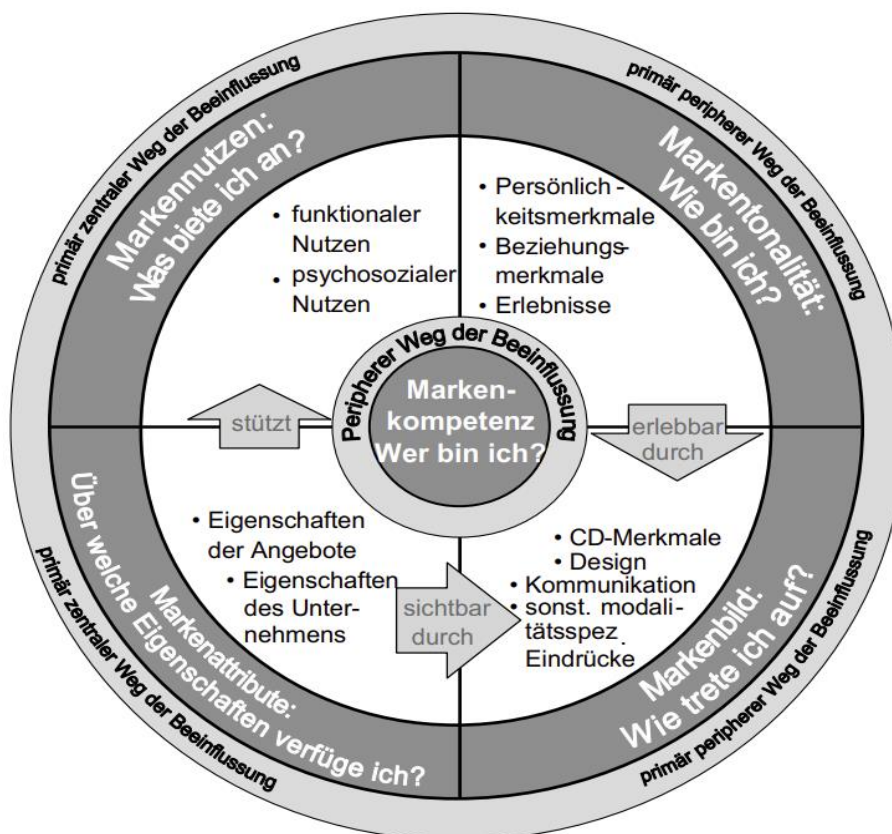 primär zentraler Weg der Beeinflussung
Markennutzen:
Was biete ich an?
• funktionaler
Nutzen
• psychosozialer
Nutzen
primär peripherer Weg der Beeinflussung
Markentonalität:
Wie bin ich?
• Persönlich -
keitsmerkmale
• Beziehungs-
merkmale
• Erlebnisse
Peripherer Weg der Beeinflussung
Marken-
kompetenz
Wer bin ich?
stützt
erlebbar
durch
primär zentraler Weg der Beeinflussung
Markenattribute:
Über welche Eigenschaften verfüge ich?
• Eigenschaften
der Angebote
• Eigenschaften
des Unter-
nehmens
sichtbar
durch
• CD-Merkmale
• Design
• Kommunikation
• sonst. modali-
tätsspez.
Eindrücke
Markenbild:
Wie trete ich auf?
primär peripherer Weg der Beeinflussung